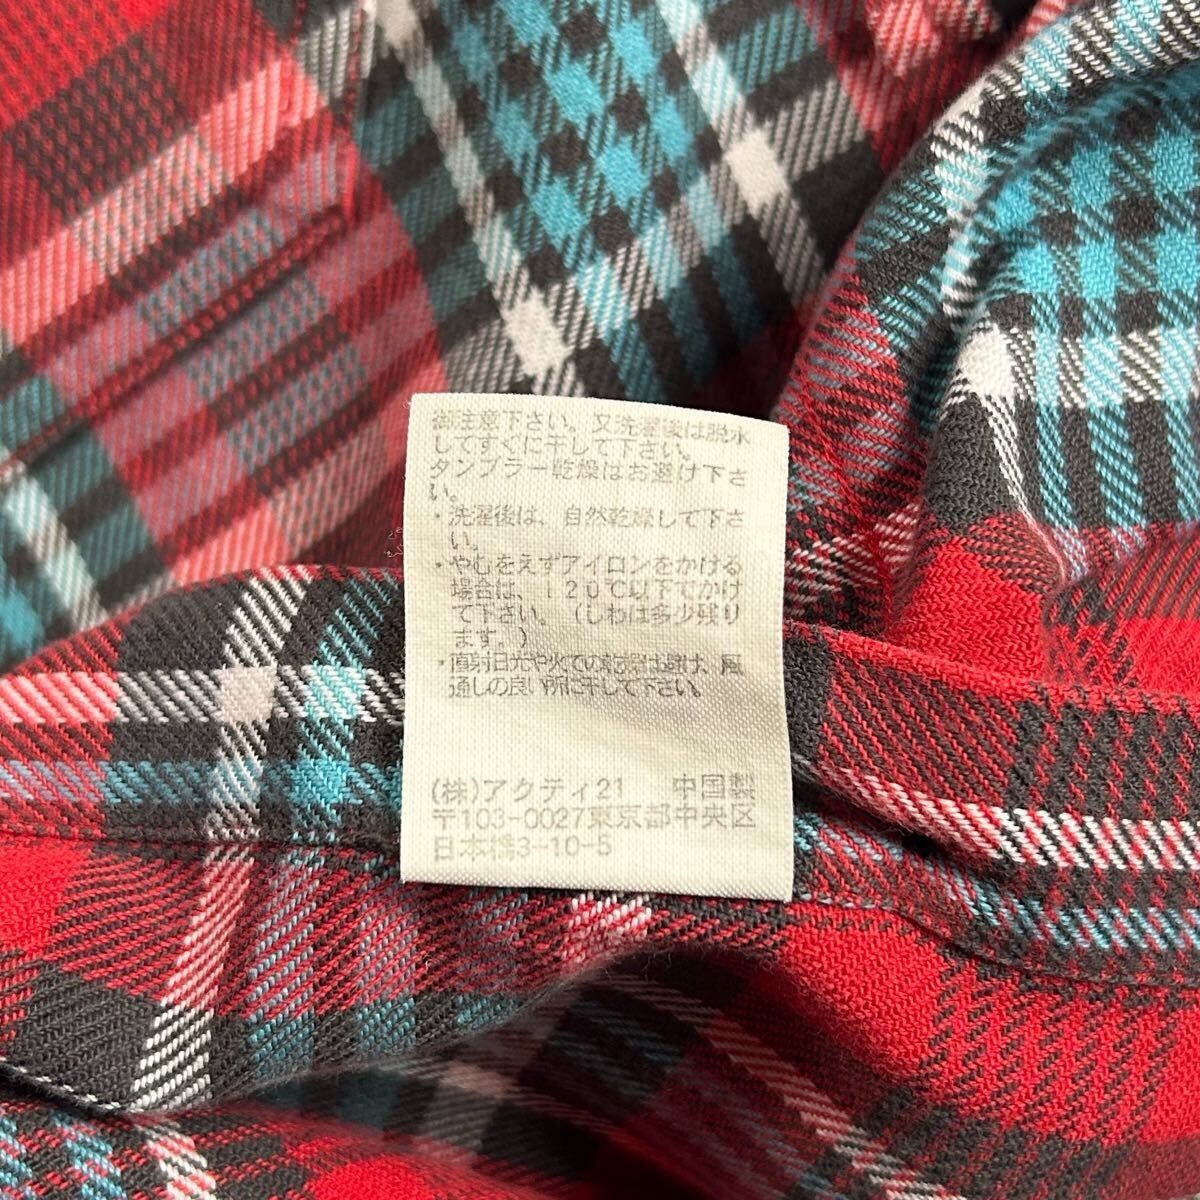 御注意下さい。又洗濯後は脱水
してすぐに干して下さい。
タンブラー乾燥はお避け下さ
い。
・洗濯後は、自然乾燥して下さ
い。
・やむをえずアイロンをかける
場合は、120℃以下でかけ
て下さい。（しわは多少残り
ます。）
・直射日光や火での乾燥は避け、風
通しの良い所に干して下さい。
(株)アクティ21 中国製
〒103-0027東京都中央区
日本橋3-10-5